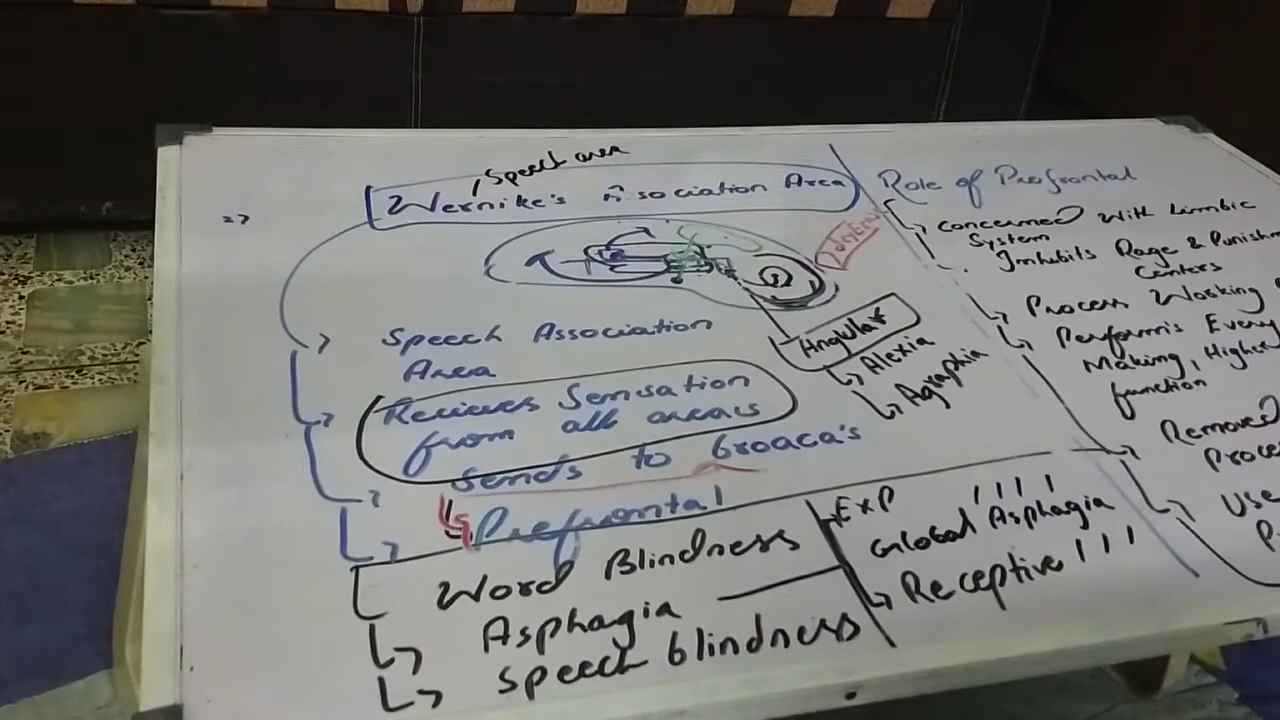 Speech area
=> Wernike's Association Area
Speech Association
Area
Recieves Sensation
from all areas
sends to Broaca's
Prefrontal
Angular
Alexia
Agraphia
Word Blindness
Asphagia
Speech blindness
Exp
Global Asphagia
Receptive
Role of Prefrontal
Concerned With Limbic
System
Inhibits Rage & Punishm
Centers
Process Working
Performs Every
Making, Higher
function
Removed
Proce
Use